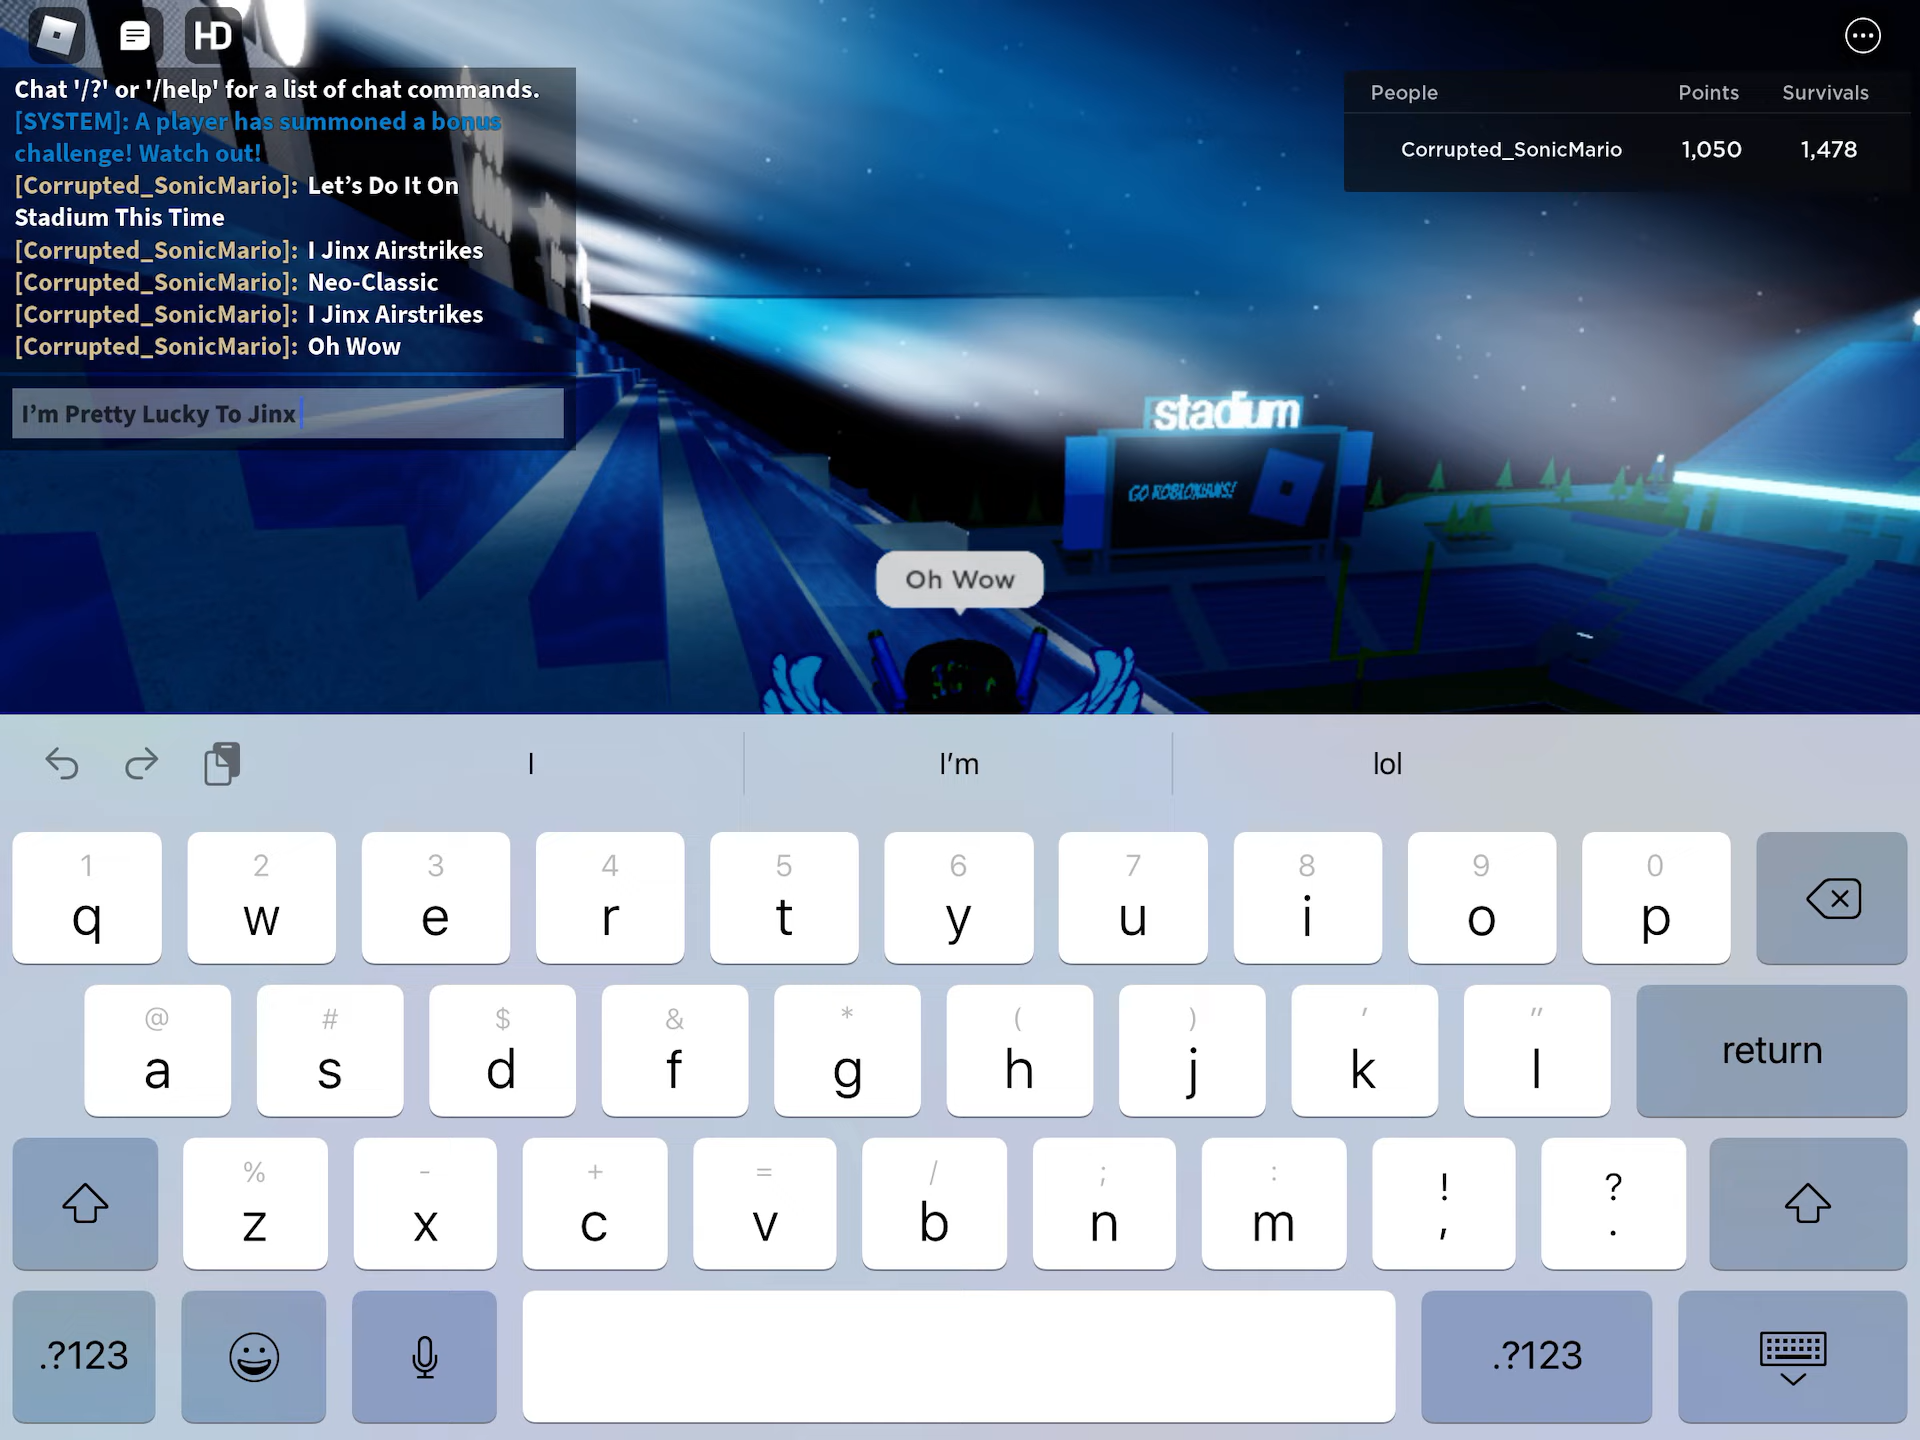 HD
Chat '/?' or '/help' for a list of chat commands.
[SYSTEM]: A player has summoned a bonus
challenge! Watch out!
[Corrupted_SonicMario]: Let’s Do It On
Stadium This Time
[Corrupted_SonicMario]: I Jinx Airstrikes
[Corrupted_SonicMario]: Neo-Classic
[Corrupted_SonicMario]: I Jinx Airstrikes
[Corrupted_SonicMario]: Oh Wow
I’m Pretty Lucky To Jinx
People Points Survivals
Corrupted_SonicMario 1,050 1,478
stadium
GO ROBLOXIANS!
Oh Wow
I I’m lol
1 2 3 4 5 6 7 8 9 0
q w e r t y u i o p
@ # $ & * ( ) ' "
a s d f g h j k l return
% - + = / ; : ! ?
z x c v b n m , .
.?123 .?123